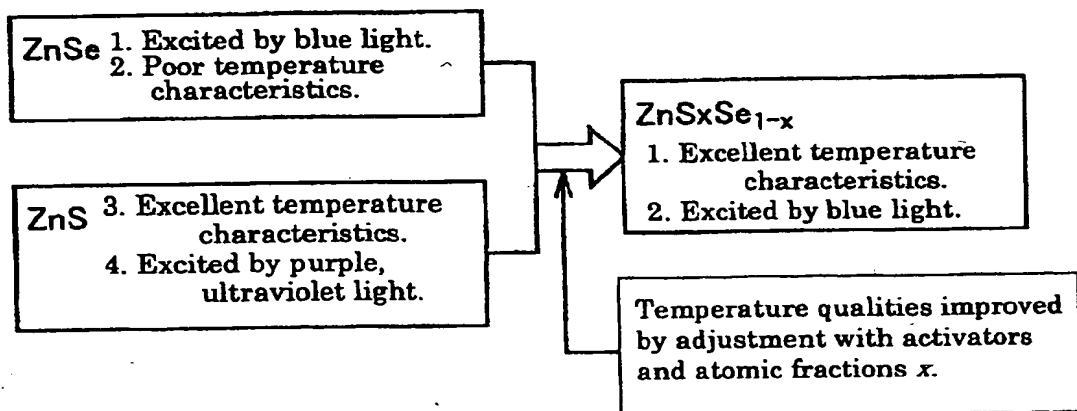 ZnSe 1. Excited by blue light.
2. Poor temperature
characteristics.
ZnS 3. Excellent temperature
characteristics.
4. Excited by purple,
ultraviolet light.
ZnSxSe₁₋ₓ
1. Excellent temperature
characteristics.
2. Excited by blue light.
Temperature qualities improved
by adjustment with activators
and atomic fractions x.